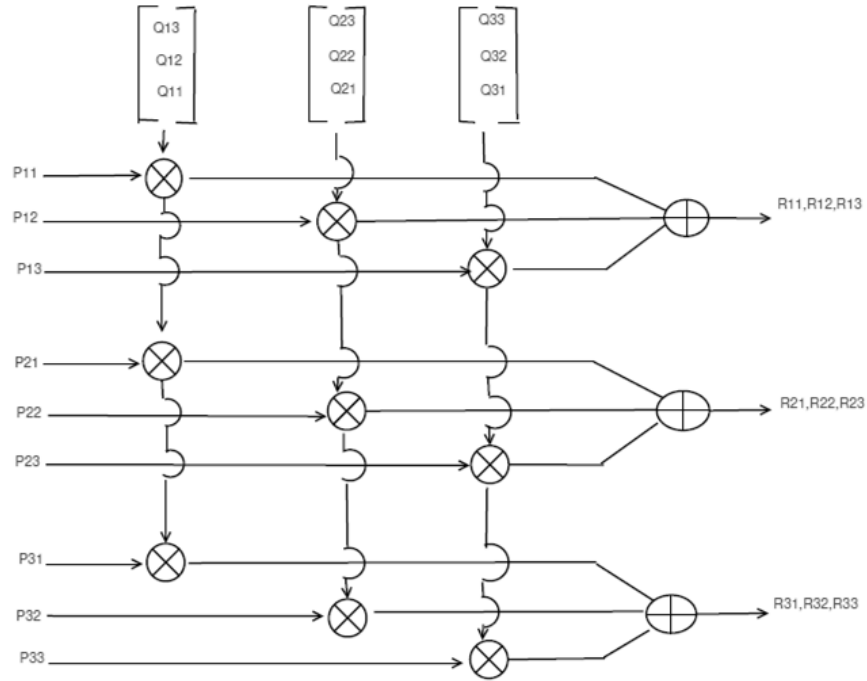 Q13 Q23 Q33
Q12 Q22 Q32
Q11 Q21 Q31
P11
R11,R12,R13
P12
P13
P21
R21,R22,R23
P22
P23
P31
R31,R32,R33
P32
P33